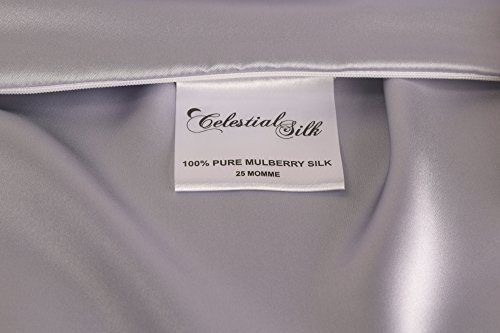 Celestial Silk
100% PURE MULBERRY SILK
25 MOMME